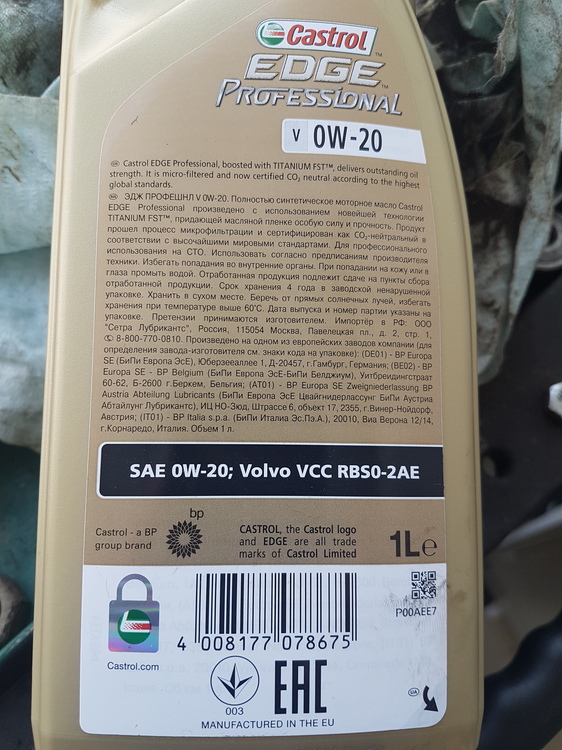 Castrol
EDGE
PROFESSIONAL
V 0W-20
Castrol EDGE Professional, boosted with TITANIUM FST™, delivers outstanding oil
strength. It is micro-filtered and now certified CO₂ neutral according to the highest
global standards.
ЭДЖ ПРОФЕШНЛ V 0W-20. Полностью синтетическое моторное масло Castrol
EDGE Professional произведено с использованием новейшей технологии
TITANIUM FST™, придающей масляной пленке особую силу и прочность. Продукт
прошел процесс микрофильтрации и сертифицирован как CO₂-нейтральный в
соответствии с высочайшими мировыми стандартами. Для профессионального
использования на СТО. Использовать согласно предписаниям производителя
техники. Избегать попадания во внутренние органы. При попадании на кожу или в
глаза промыть водой. Отработанная продукция подлежит сдаче на пункты сбора
отработанной продукции. Срок хранения 4 года в заводской ненарушенной
упаковке. Хранить в сухом месте. Беречь от прямых солнечных лучей, избегать
хранения при температуре выше 60°C. Дата выпуска и номер партии указаны на
упаковке. Претензии принимаются изготовителем. Импортёр в РФ: ООО
"Сетра Лубрикантс", Россия, 115054 Москва, Павелецкая пл., д. 2, стр. 1,
8-800-770-0810. Произведено на одном из европейских заводов компании (для
определения завода-изготовителя см. знаки кода на упаковке): (DE01) - BP Europa
SE (БиПи Европа ЭсЕ), Юберзееаллее 1, Д-20457, г.Гамбург, Германия; (BE02) - BP
Europa SE - BP Belgium (БиПи Европа ЭсЕ-БиПи Белджиум), Уитбрейдингстраат
60-62, Б-2600 г.Беркем, Бельгия; (AT01) - BP Europa SE Zweigniederlassung BP
Austria Abteilung Lubricants (БиПи Европа ЭсЕ Цвайгнидерлассунг БиПи Аустриа
Абтайлунг Лубрикантс), ИЦ НО-Зюд, Штрассе 6, объект 17, 2355, г.Винер-Нойдорф,
Австрия; (IT01) - BP Italia s.p.a. (БиПи Италиа Эс.Пэ.А.), 20010, Виа Верона 12/14,
г.Корнаредо, Италия. Объем 1 л.
SAE 0W-20; Volvo VCC RBS0-2AE
bp
Castrol - a BP
group brand
CASTROL, the Castrol logo
and EDGE are all trade
marks of Castrol Limited
1L e
Castrol
Castrol.com
4 008177 078675
P00AEE7
003
EAC
UA
MANUFACTURED IN THE EU